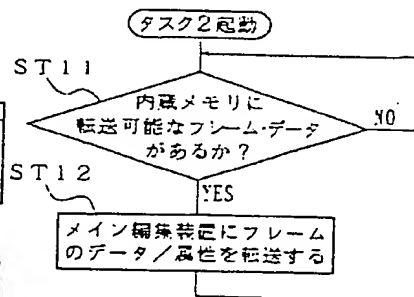 タスク2起動
ST11
内蔵メモリに
転送可能なフレーム・データ
があるか?
NO
ST12
YES
メイン編集装置にフレーム
のデータ/属性を転送する